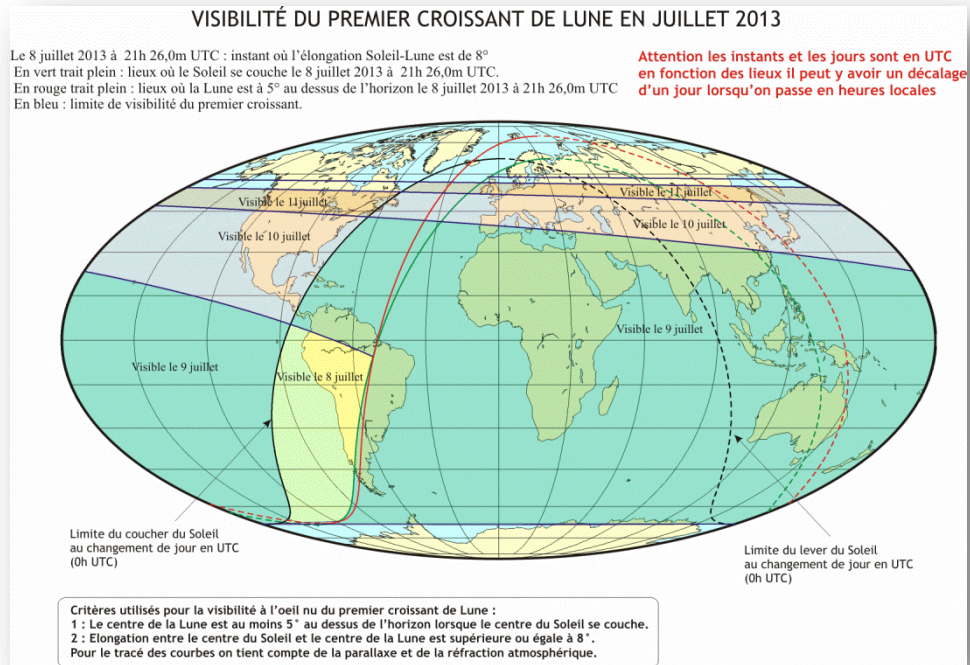 VISIBILITÉ DU PREMIER CROISSANT DE LUNE EN JUILLET 2013
Le 8 juillet 2013 à  21h 26,0m UTC : instant où l'élongation Soleil-Lune est de 8°
En vert trait plein : lieux où le Soleil se couche le 8 juillet 2013 à  21h 26,0m UTC.
En rouge trait plein : lieux où la Lune est à 5° au dessus de l'horizon le 8 juillet 2013 à 21h 26,0m UTC
En bleu : limite de visibilité du premier croissant.
Attention les instants et les jours sont en UTC
en fonction des lieux il peut y avoir un décalage
d'un jour lorsqu'on passe en heures locales
Visible le 11 juillet
Visible le 11juillet
Visible le 10 juillet
Visible le 10 juillet
Visible le 9 juillet
Visible le 9 juillet
Visible le 8 juillet
Limite du coucher du Soleil
au changement de jour en UTC
(0h UTC)
Limite du lever du Soleil
au changement de jour en UTC
(0h UTC)
Critères utilisés pour la visibilité à l'oeil nu du premier croissant de Lune :
1 : Le centre de la Lune est au moins 5° au dessus de l'horizon lorsque le centre du Soleil se couche.
2 : Elongation entre le centre du Soleil et le centre de la Lune est supérieure ou égale à 8°.
Pour le tracé des courbes on tient compte de la parallaxe et de la réfraction atmosphérique.